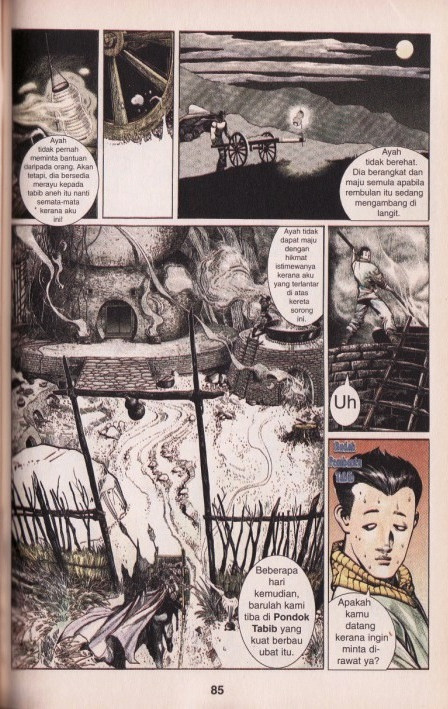 Ayah
tidak pernah
meminta bantuan
daripada orang. Akan
tetapi, dia bersedia
merayu kepada
tabib aneh itu nanti
semata-mata
kerana aku
ini!
Ayah
tidak berehat.
Dia berangkat dan
maju semula apabila
rembulan itu sedang
mengambang di
langit.
Ayah tidak
dapat maju
dengan
hikmat
istimewanya
kerana aku
yang terlantar
di atas
kereta
sorong
ini.
Uh
Beberapa
hari
kemudian,
barulah kami
tiba di Pondok
Tabib yang
kuat berbau
ubat itu.
Budak
Pembantu
Tabib
Apakah
kamu
datang
kerana ingin
minta di-
rawat ya?
85